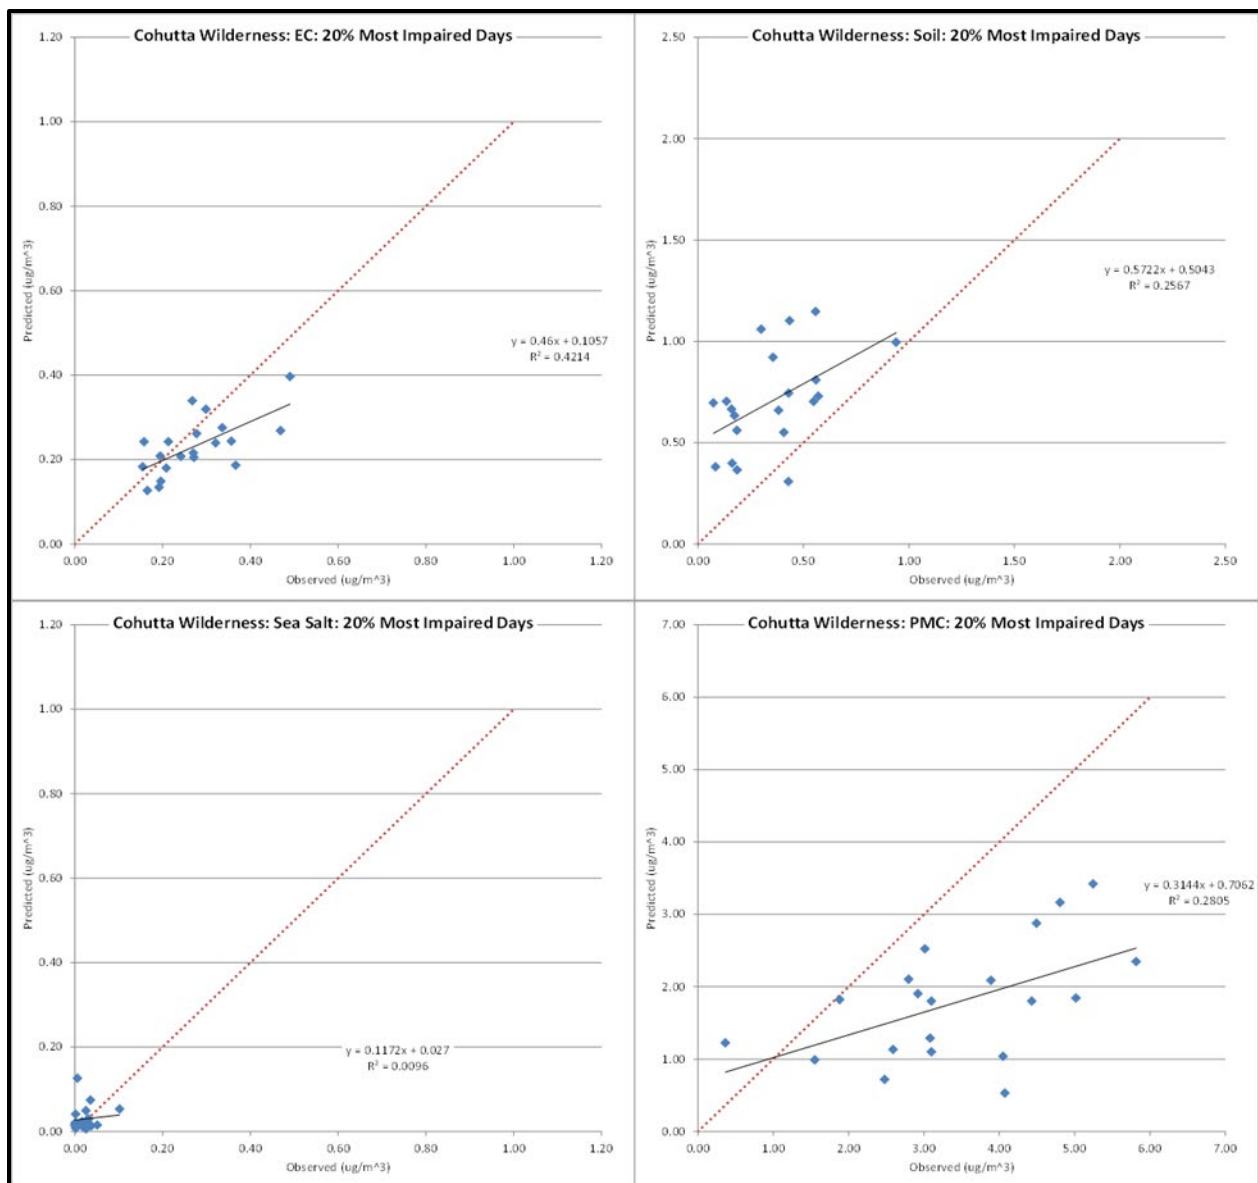 Cohutta Wilderness: EC: 20% Most Impaired Days
1.20
1.00
0.80
0.60
0.40
0.20
0.00
Predicted (ug/m^3)
y = 0.46x + 0.1057
R² = 0.4214
0.00 0.20 0.40 0.60 0.80 1.00 1.20
Observed (ug/m^3)
Cohutta Wilderness: Soil: 20% Most Impaired Days
2.50
2.00
1.50
1.00
0.50
0.00
Predicted (ug/m^3)
y = 0.5722x + 0.5043
R² = 0.2567
0.00 0.50 1.00 1.50 2.00 2.50
Observed (ug/m^3)
Cohutta Wilderness: Sea Salt: 20% Most Impaired Days
1.20
1.00
0.80
0.60
0.40
0.20
0.00
Predicted (ug/m^3)
y = 0.1172x + 0.027
R² = 0.0096
0.00 0.20 0.40 0.60 0.80 1.00 1.20
Observed (ug/m^3)
Cohutta Wilderness: PMC: 20% Most Impaired Days
7.00
6.00
5.00
4.00
3.00
2.00
1.00
0.00
Predicted (ug/m^3)
y = 0.3144x + 0.7062
R² = 0.2805
0.00 1.00 2.00 3.00 4.00 5.00 6.00 7.00
Observed (ug/m^3)